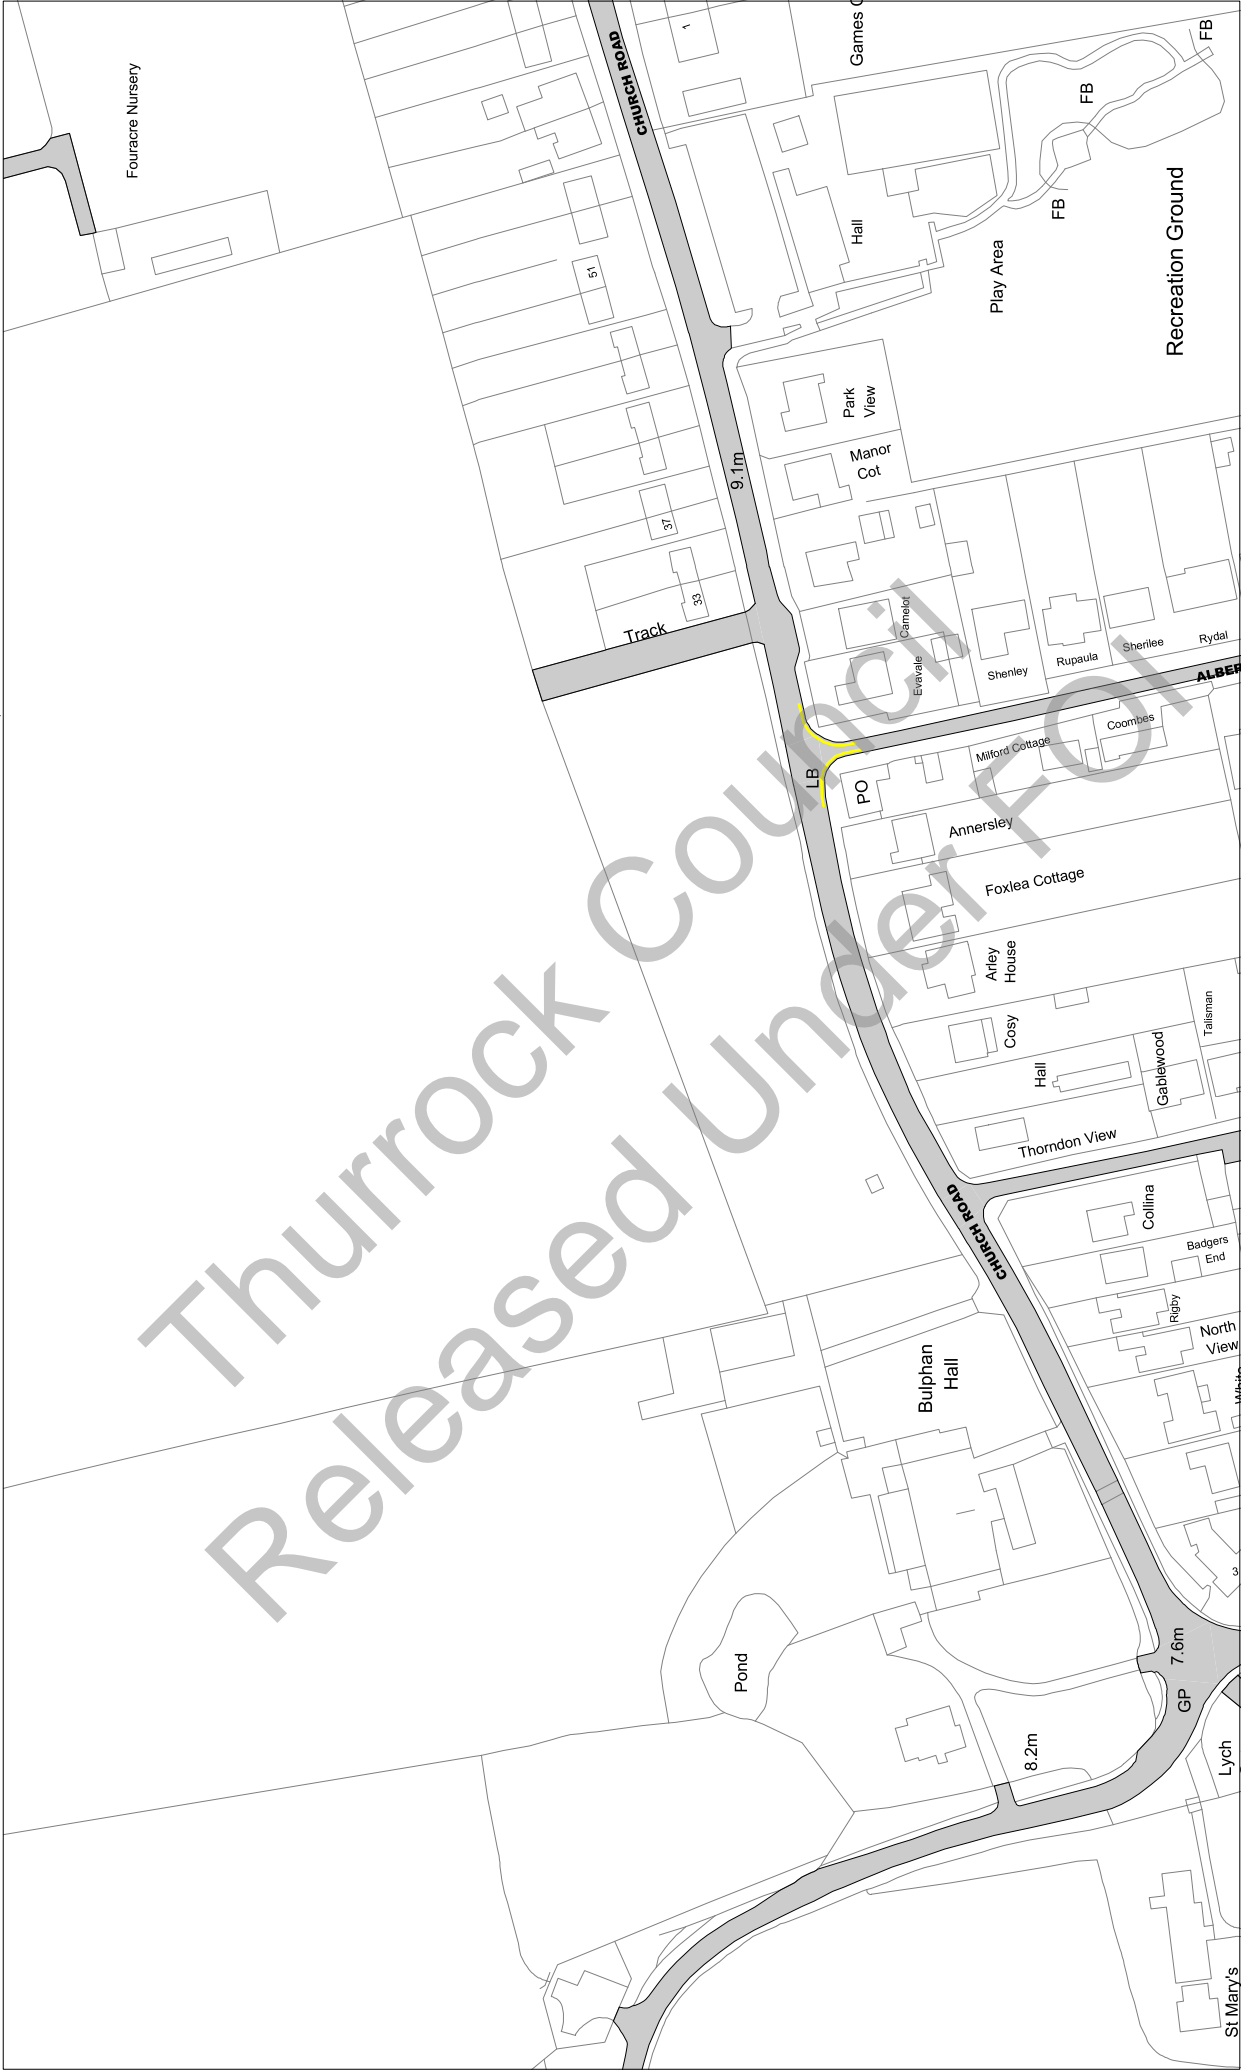 Fouracre Nursery
CHURCH ROAD
1
Games
FB
FB
FB
Hall
Play Area
Recreation Ground
51
Park
View
Manor
Cot
9.1m
37
33
Track
Camelot
Evavale
Shenley
Rupaula
Sherilee
Rydal
ALBER
LB
PO
Milford Cottage
Coombes
Annersley
Foxlea Cottage
Arley
House
Cosy
Hall
Gablewood
Talisman
Thorndon View
CHURCH ROAD
Collina
Badgers
End
Rigby
North
View
White
Bulphan
Hall
Pond
3
7.6m
GP
8.2m
Lych
St Mary's
Thurrock Council
Released Under FOI